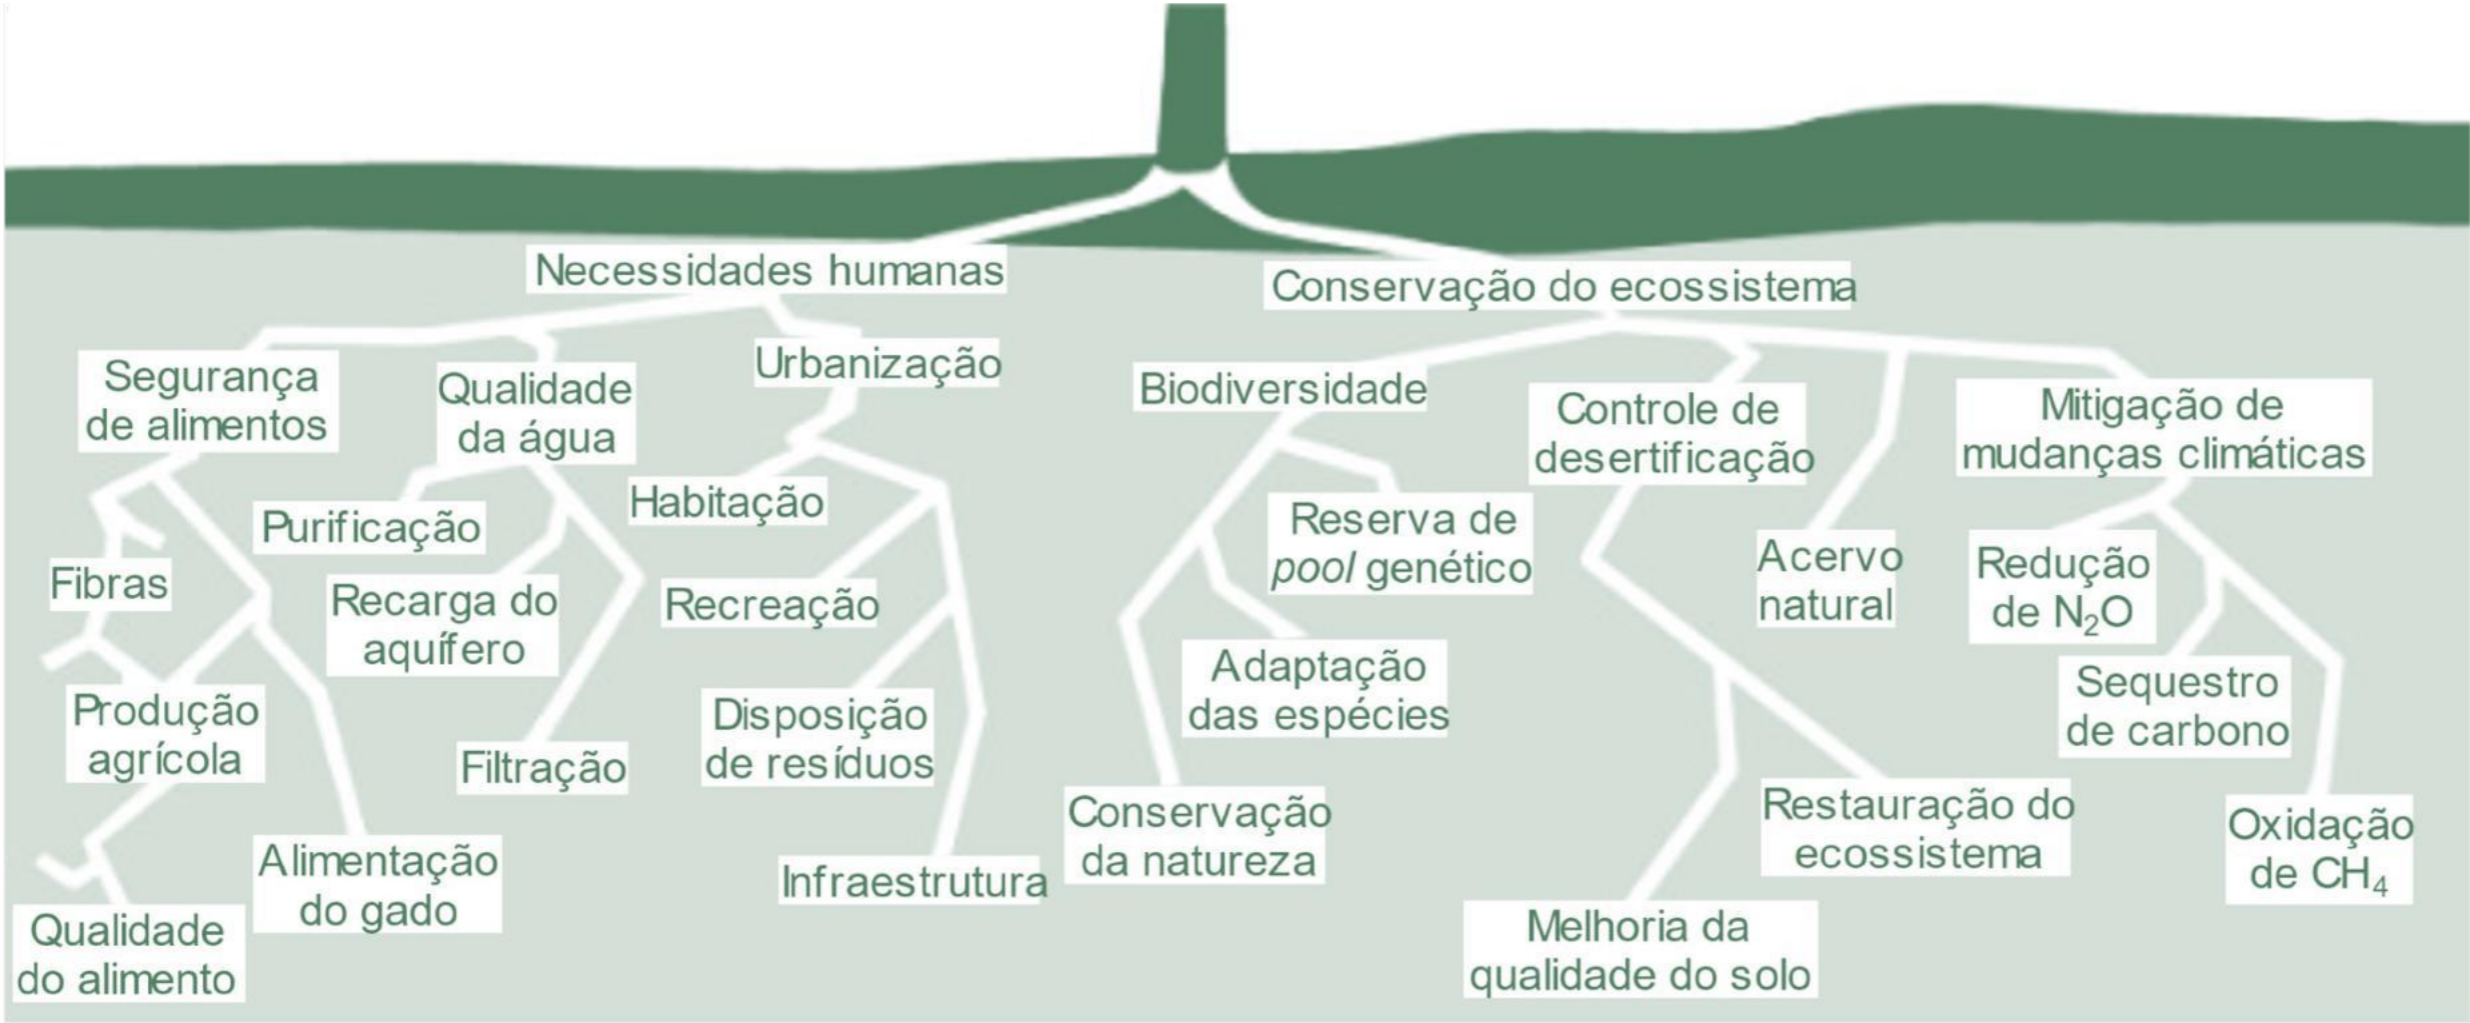 Necessidades humanas
Conservação do ecossistema
Segurança
de alimentos
Qualidade
da água
Urbanização
Biodiversidade
Controle de
desertificação
Mitigação de
mudanças climáticas
Fibras
Purificação
Habitação
Reserva de
pool genético
Acervo
natural
Redução
de N₂O
Recarga do
aquífero
Recreação
Adaptação
das espécies
Sequestro
de carbono
Produção
agrícola
Filtração
Disposição
de resíduos
Conservação
da natureza
Restauração do
ecossistema
Oxidação
de CH₄
Alimentação
do gado
Infraestrutura
Qualidade
do alimento
Melhoria da
qualidade do solo